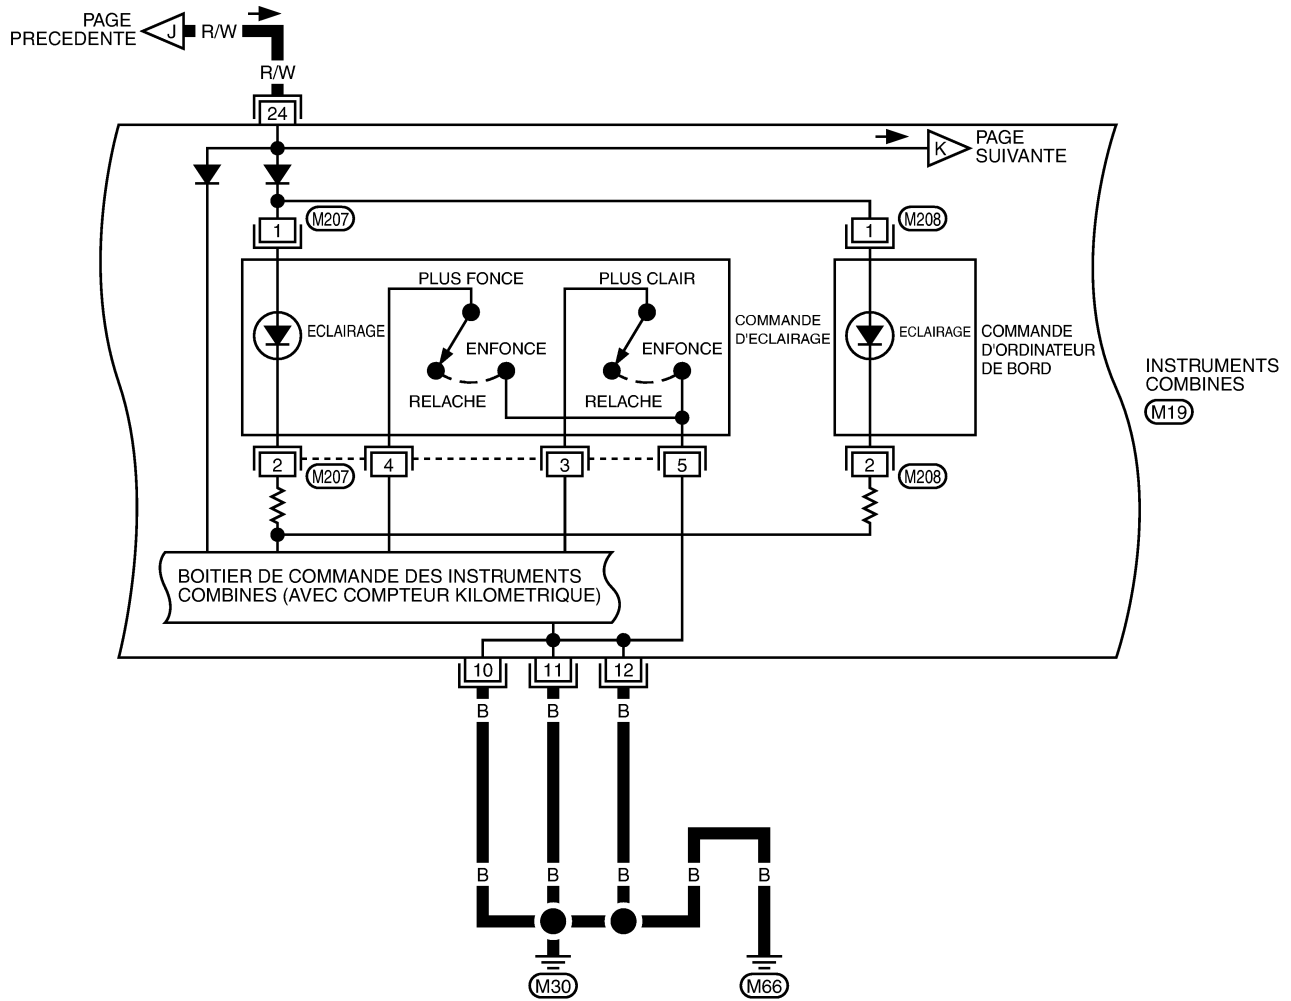 PAGE
PRECEDENTE
J
R/W
R/W
24
K
PAGE
SUIVANTE
1
M207
1
M208
PLUS FONCE
PLUS CLAIR
ECLAIRAGE
ENFONCE
ENFONCE
RELACHE
RELACHE
COMMANDE
D'ECLAIRAGE
ECLAIRAGE
COMMANDE
D'ORDINATEUR
DE BORD
INSTRUMENTS
COMBINES
M19
2
M207
4
3
5
2
M208
BOITIER DE COMMANDE DES INSTRUMENTS
COMBINES (AVEC COMPTEUR KILOMETRIQUE)
10
11
12
B
B
B
B
B
B
B
B
M30
M66